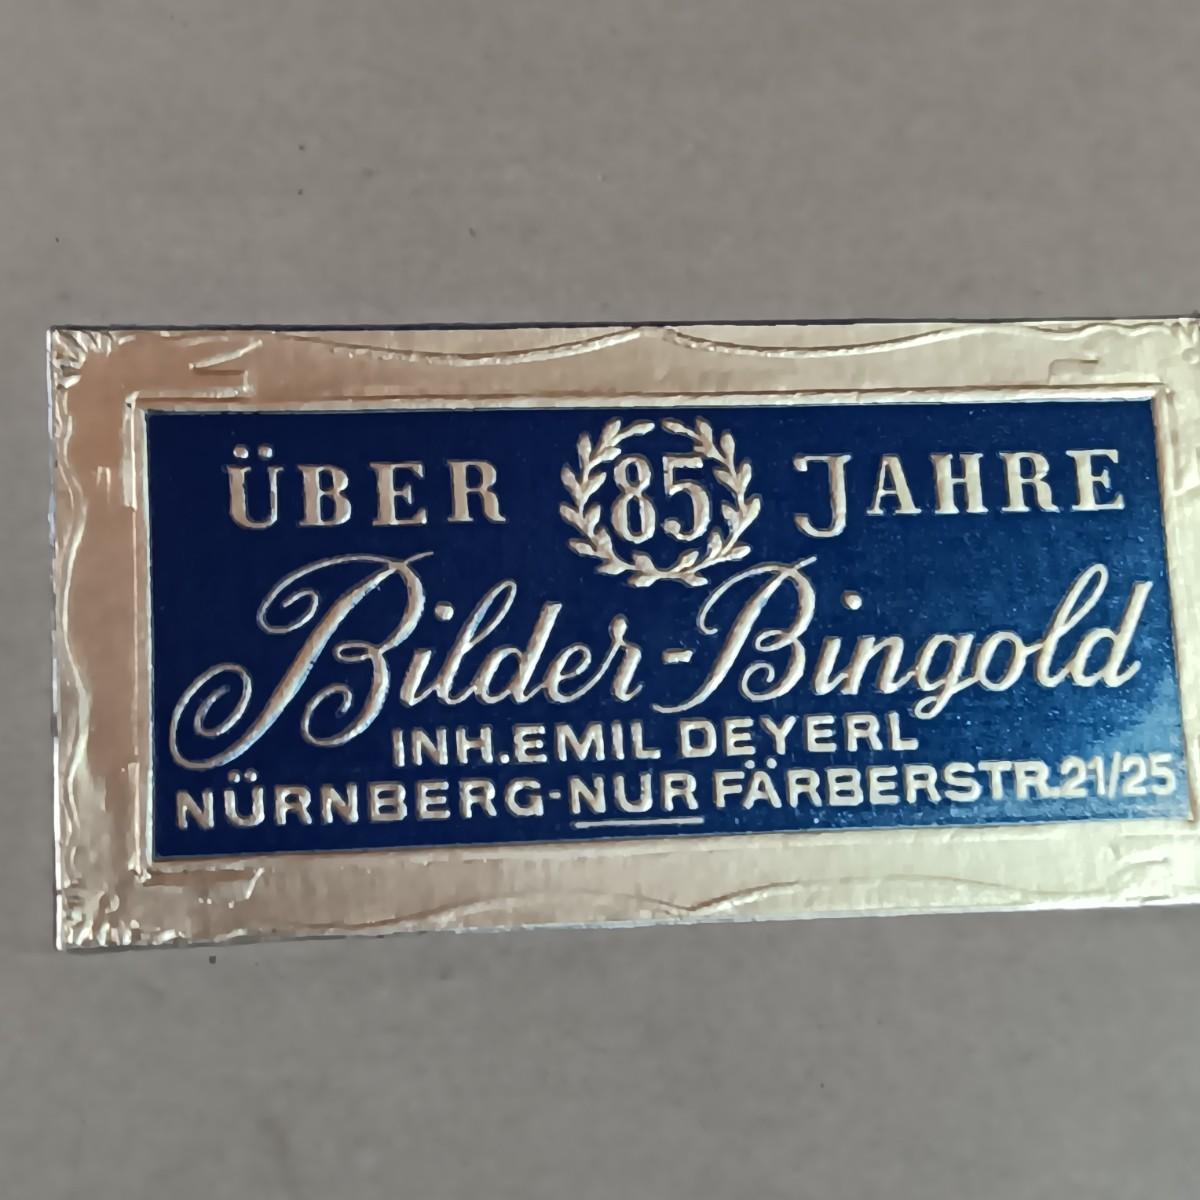 ÜBER 85 JAHRE
Bilder-Bingold
INH.EMIL DEYERL
NÜRNBERG-NUR FÄRBERSTR.21/25